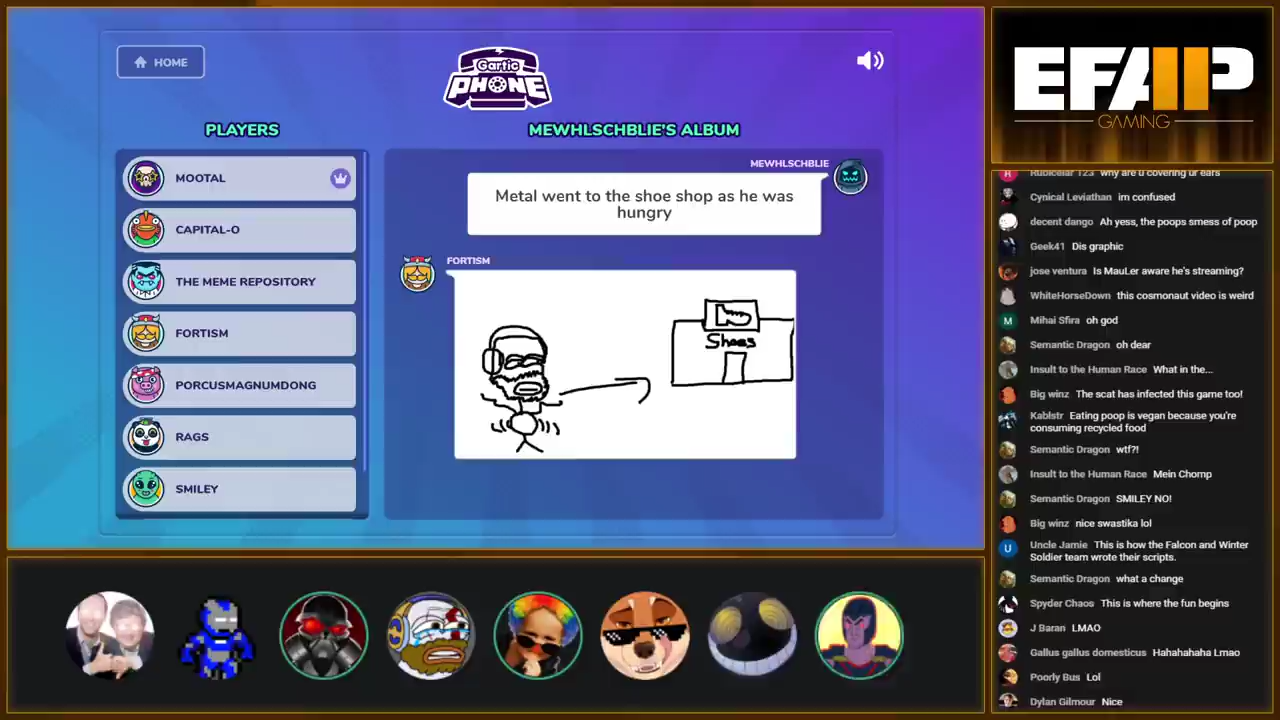 HOME
Gartic
PHONE
PLAYERS
MOOTAL
CAPITAL-O
THE MEME REPOSITORY
FORTISM
PORCUSMAGNUMDONG
RAGS
SMILEY
MEWHLSCHBLIE'S ALBUM
MEWHLSCHBLIE
Metal went to the shoe shop as he was
hungry
FORTISM
Shoes
EFAP
GAMING
Rubicelar 123 why are u covering ur ears
Cynical Leviathan im confused
decent dango Ah yess, the poops smess of poop
Geek41 Dis graphic
jose ventura Is MauLer aware he's streaming?
WhiteHorseDown this cosmonaut video is weird
M
Mihai Sfira oh god
Semantic Dragon oh dear
Insult to the Human Race What in the...
Big winz The scat has infected this game too!
Kablstr Eating poop is vegan because you're
consuming recycled food
Semantic Dragon wtf?!
Insult to the Human Race Mein Chomp
Semantic Dragon SMILEY NO!
Big winz nice swastika lol
U
Uncle Jamie This is how the Falcon and Winter
Soldier team wrote their scripts.
Semantic Dragon what a change
Spyder Chaos This is where the fun begins
J Baran LMAO
Gallus gallus domesticus Hahahahaha Lmao
Poorly Bus Lol
Dylan Gilmour Nice